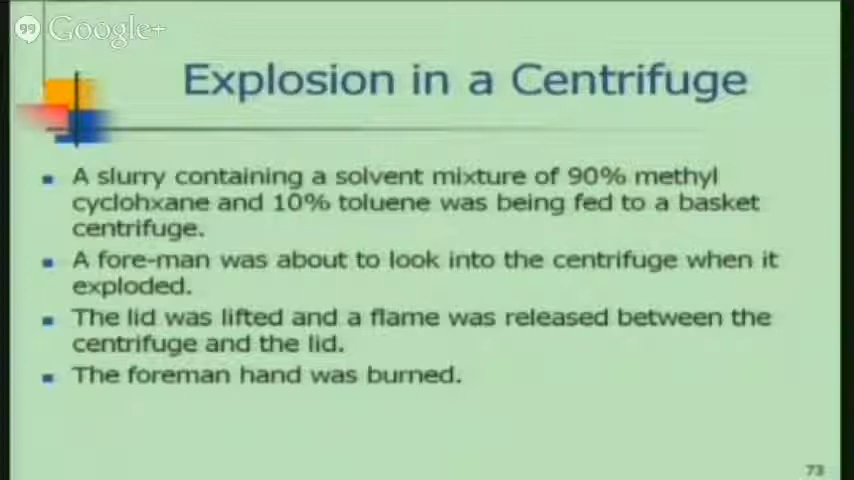 Google+
Explosion in a Centrifuge
A slurry containing a solvent mixture of 90% methyl
cyclohxane and 10% toluene was being fed to a basket
centrifuge.
A fore-man was about to look into the centrifuge when it
exploded.
The lid was lifted and a flame was released between the
centrifuge and the lid.
The foreman hand was burned.
73